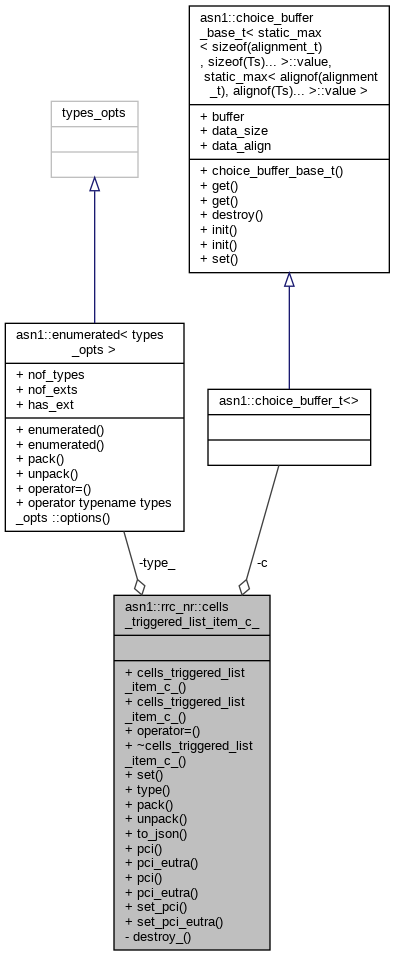 asn1::choice_buffer
_base_t< static_max
< sizeof(alignment_t)
, sizeof(Ts)... >::value,
static_max< alignof(alignment
_t), alignof(Ts)... >::value >
+ buffer
+ data_size
+ data_align
+ choice_buffer_base_t()
+ get()
+ get()
+ destroy()
+ init()
+ init()
+ set()
types_opts
asn1::enumerated< types
_opts >
+ nof_types
+ nof_exts
+ has_ext
+ enumerated()
+ enumerated()
+ pack()
+ unpack()
+ operator=()
+ operator typename types
_opts ::options()
asn1::choice_buffer_t<>
-type_
-c
asn1::rrc_nr::cells
_triggered_list_item_c_
+ cells_triggered_list
_item_c_()
+ cells_triggered_list
_item_c_()
+ operator=()
+ ~cells_triggered_list
_item_c_()
+ set()
+ type()
+ pack()
+ unpack()
+ to_json()
+ pci()
+ pci_eutra()
+ pci()
+ pci_eutra()
+ set_pci()
+ set_pci_eutra()
- destroy_()